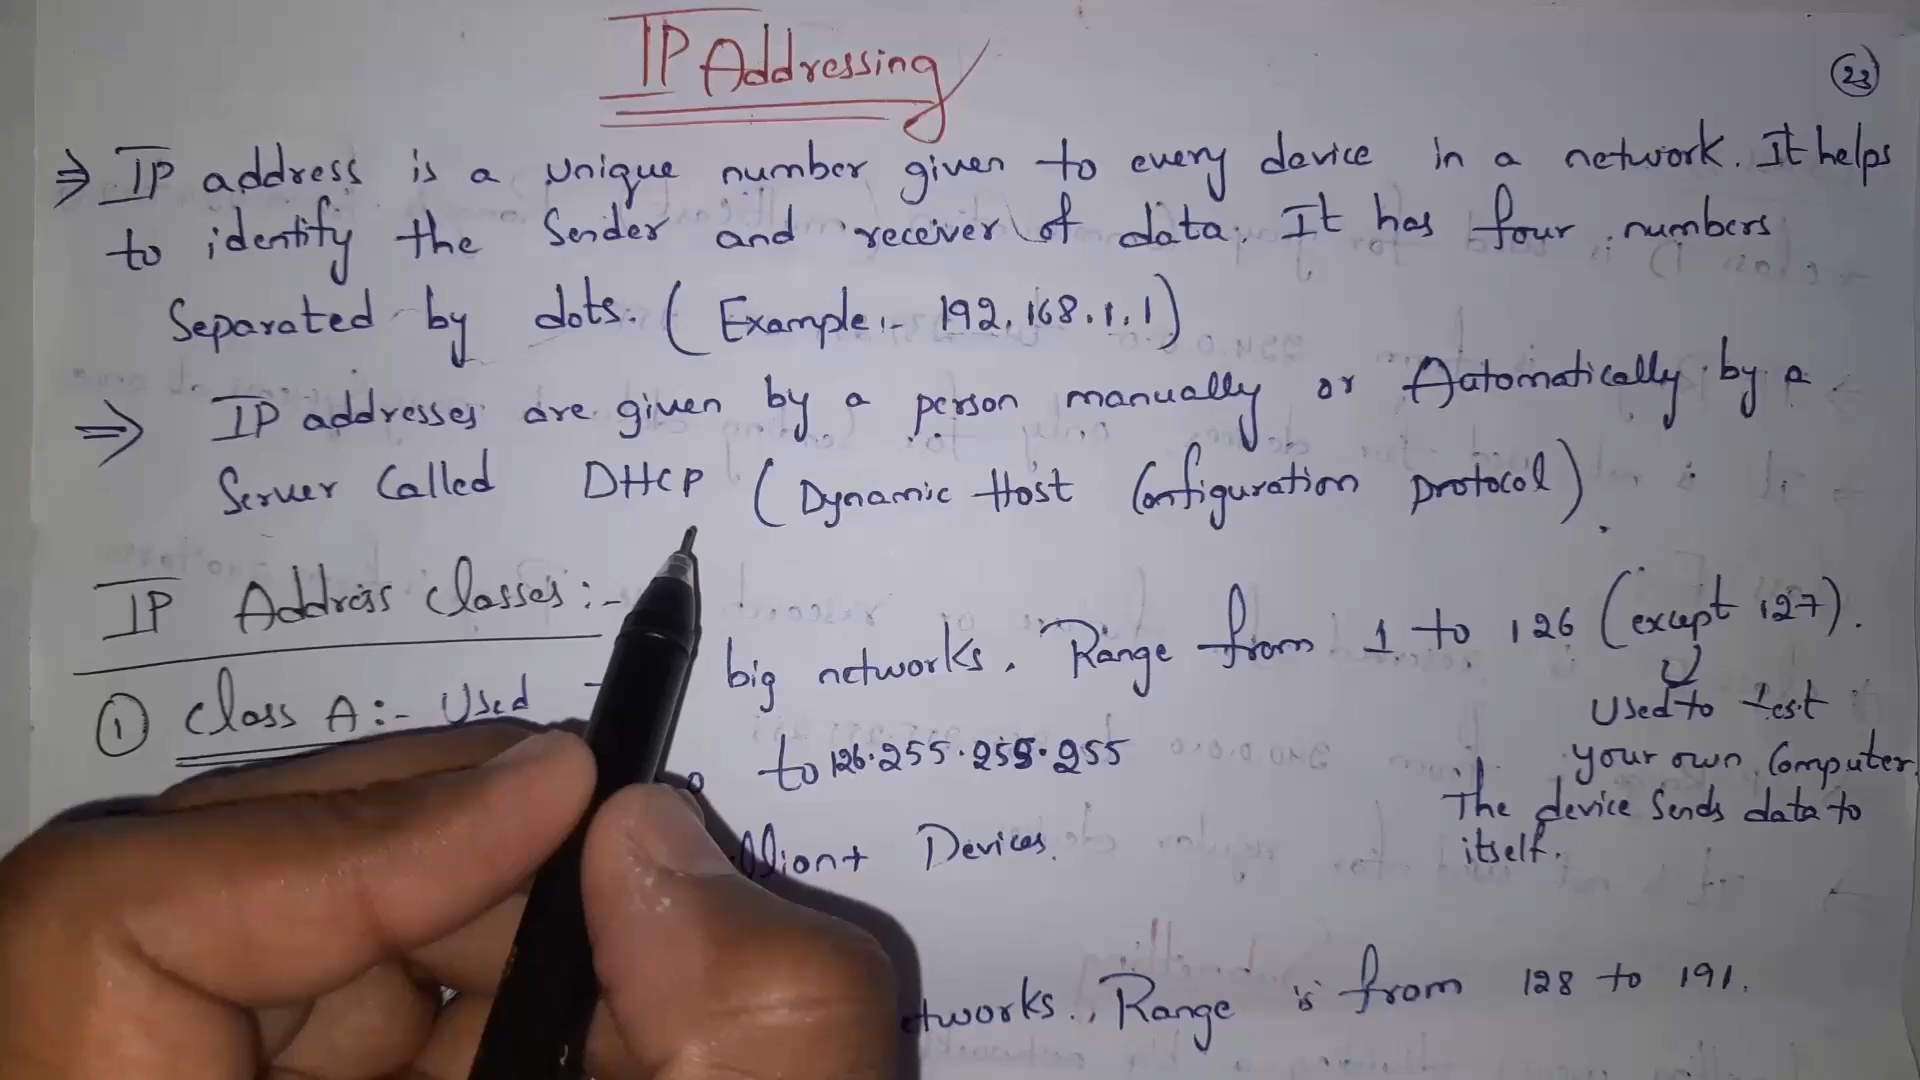 IP Addressing
23
⇒ IP address is a unique number given to every device in a network. It helps
to identify the Sender and receiver of data. It has four numbers
Separated by dots. (Example:- 192.168.1.1)
⇒ IP addresses are given by a person manually or Automatically by a
Server Called DHCP (Dynamic Host Configuration protocol).
IP Address Classes:-
① Class A:- Used big networks. Range from 1 to 126 (except 127).
Used to test
your own Computer.
The device sends data to
itself.
to 126.255.255.255
Devices.
Range is from 128 to 191.